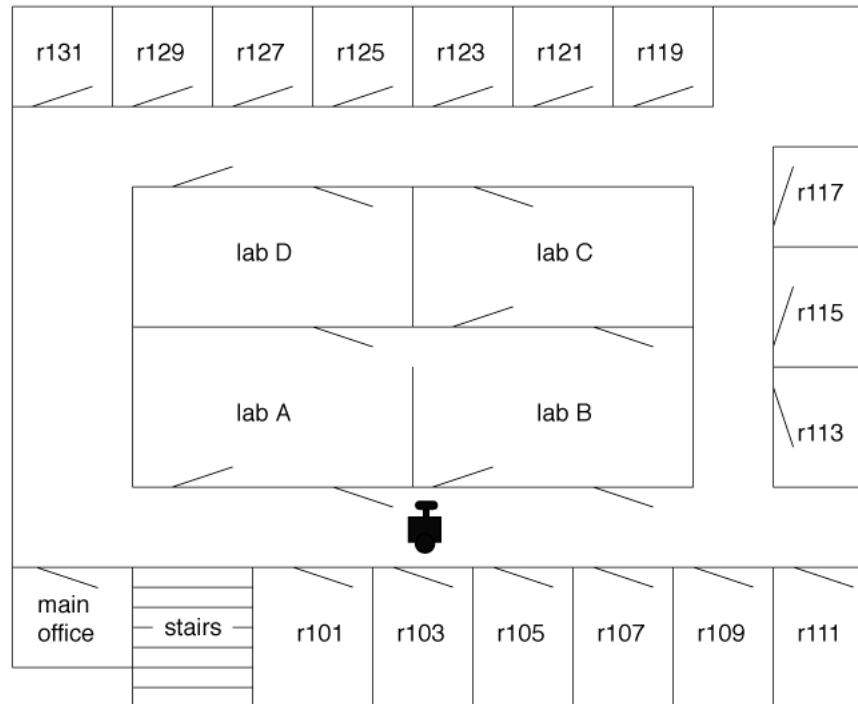 r131 r129 r127 r125 r123 r121 r119
r117
lab D lab C
r115
lab A lab B
r113
main
office
stairs
r101 r103 r105 r107 r109 r111